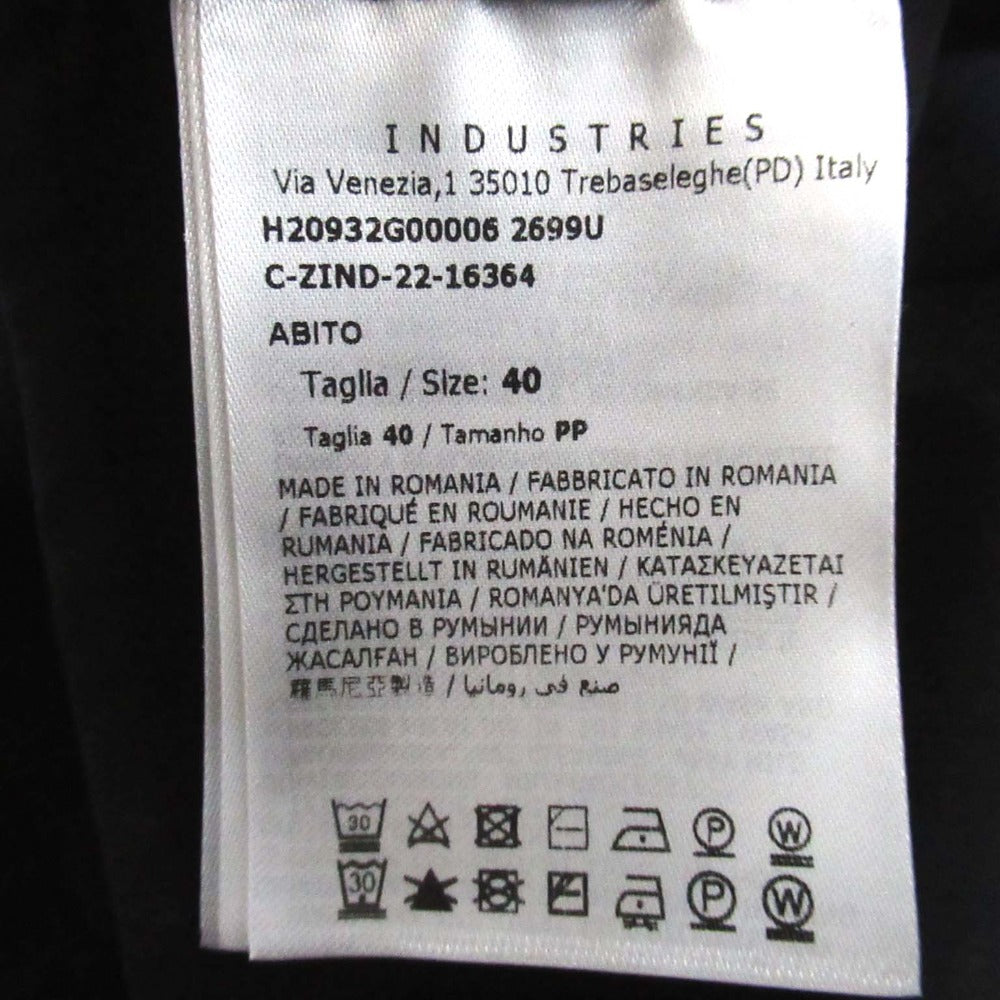 INDUSTRIES
Via Venezia,1 35010 Trebaseleghe(PD) Italy
H20932G00006 2699U
C-ZIND-22-16364
ABITO
Taglia / Size: 40
Taglia 40 / Tamanho PP
MADE IN ROMANIA / FABBRICATO IN ROMANIA
/ FABRIQUÉ EN ROUMANIE / HECHO EN
RUMANIA / FABRICADO NA ROMÉNIA /
HERGESTELLT IN RUMÄNIEN / ΚΑΤΑΣΚΕΥΑΖΕΤΑΙ
ΣΤΗ ΡΟΥΜΑΝΙΑ / ROMANYA'DA ÜRETILMIŞTIR /
СДЕЛАНО В РУМЫНИИ / РУМЫНИЯДА
ЖАСАЛҒАН / ВИРОБЛЕНО У РУМУНІЇ /
羅馬尼亞製造 / صنع في رومانيا
30 P W
30 P W